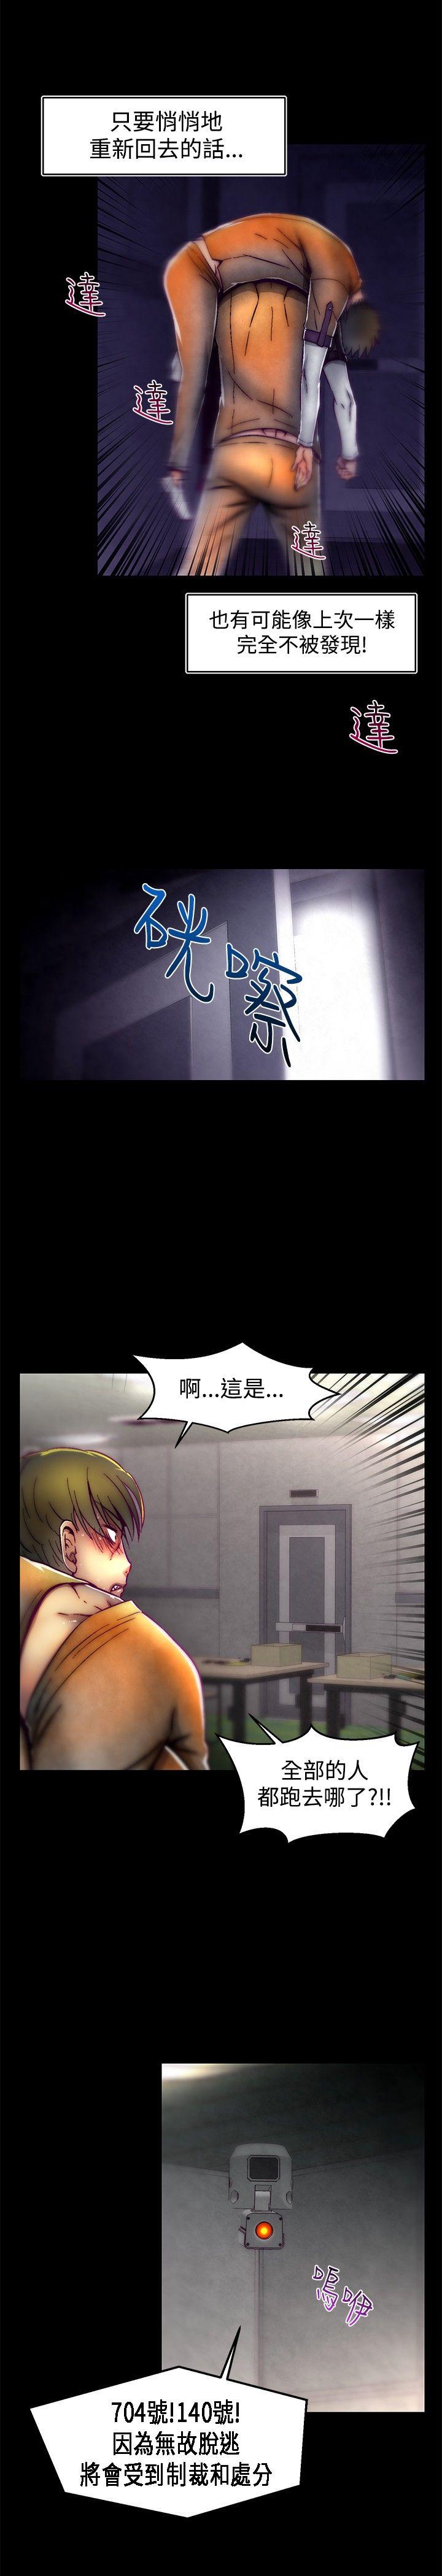 只要悄悄地
重新回去的話...
達
達
達
也有可能像上次一樣
完全不被發現!
達
硄嚓
啊...這是...
全部的人
都跑去哪了?!!
嗚咿
704號!140號!
因為無故脫逃
將會受到制裁和處分